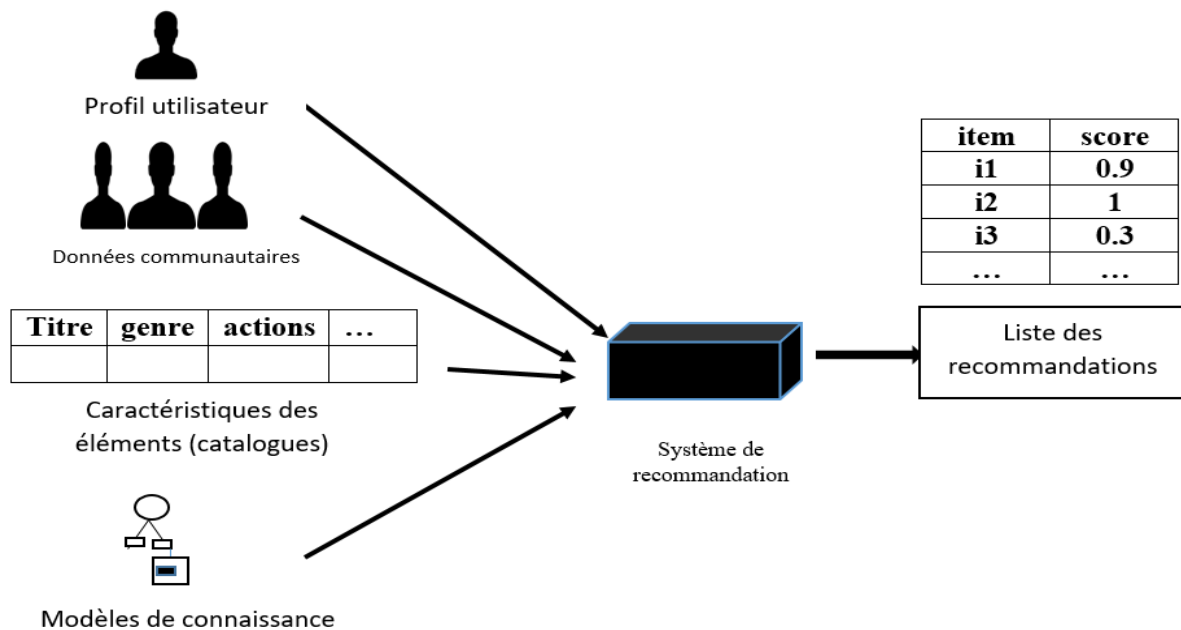 Profil utilisateur
Données communautaires
Titre genre actions ...
Caractéristiques des
éléments (catalogues)
Modèles de connaissance
Système de
recommandation
item score
i1 0.9
i2 1
i3 0.3
... ...
Liste des
recommandations